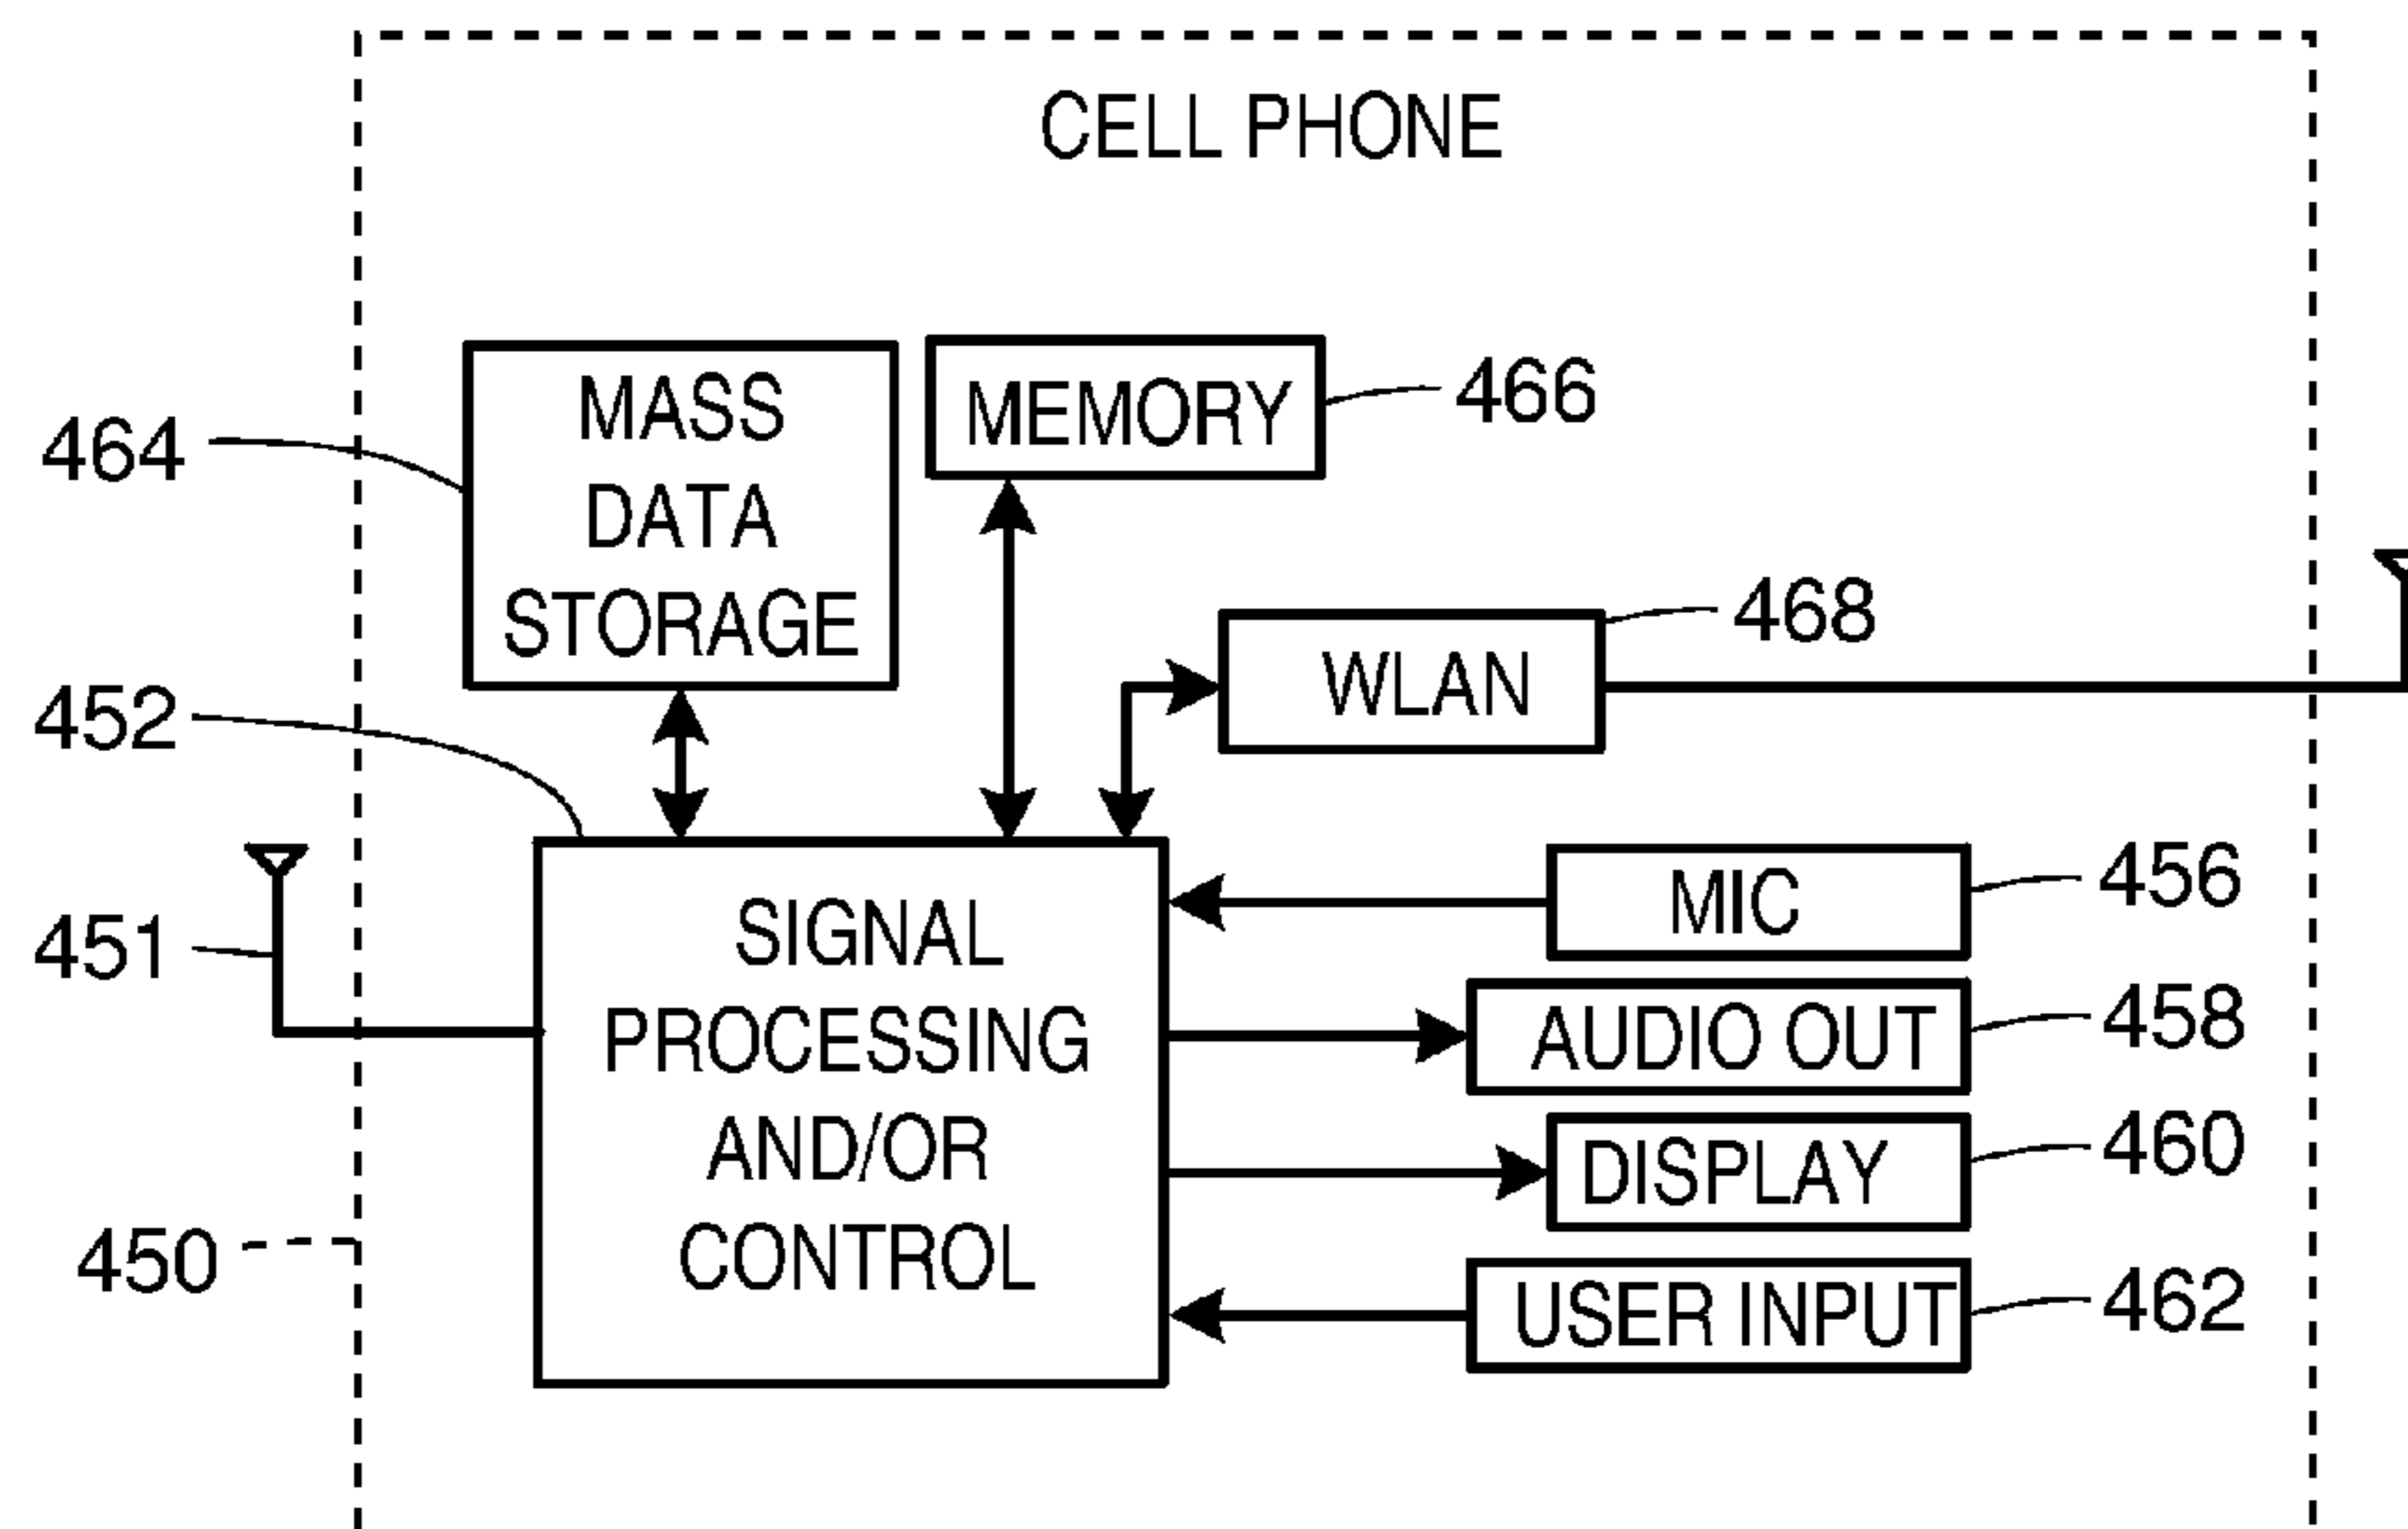 CELL PHONE
MASS
DATA
STORAGE
MEMORY
466
464
468
WLAN
452
SIGNAL
PROCESSING
AND/OR
CONTROL
MIC
456
451
AUDIO OUT
458
DISPLAY
460
450
USER INPUT
462